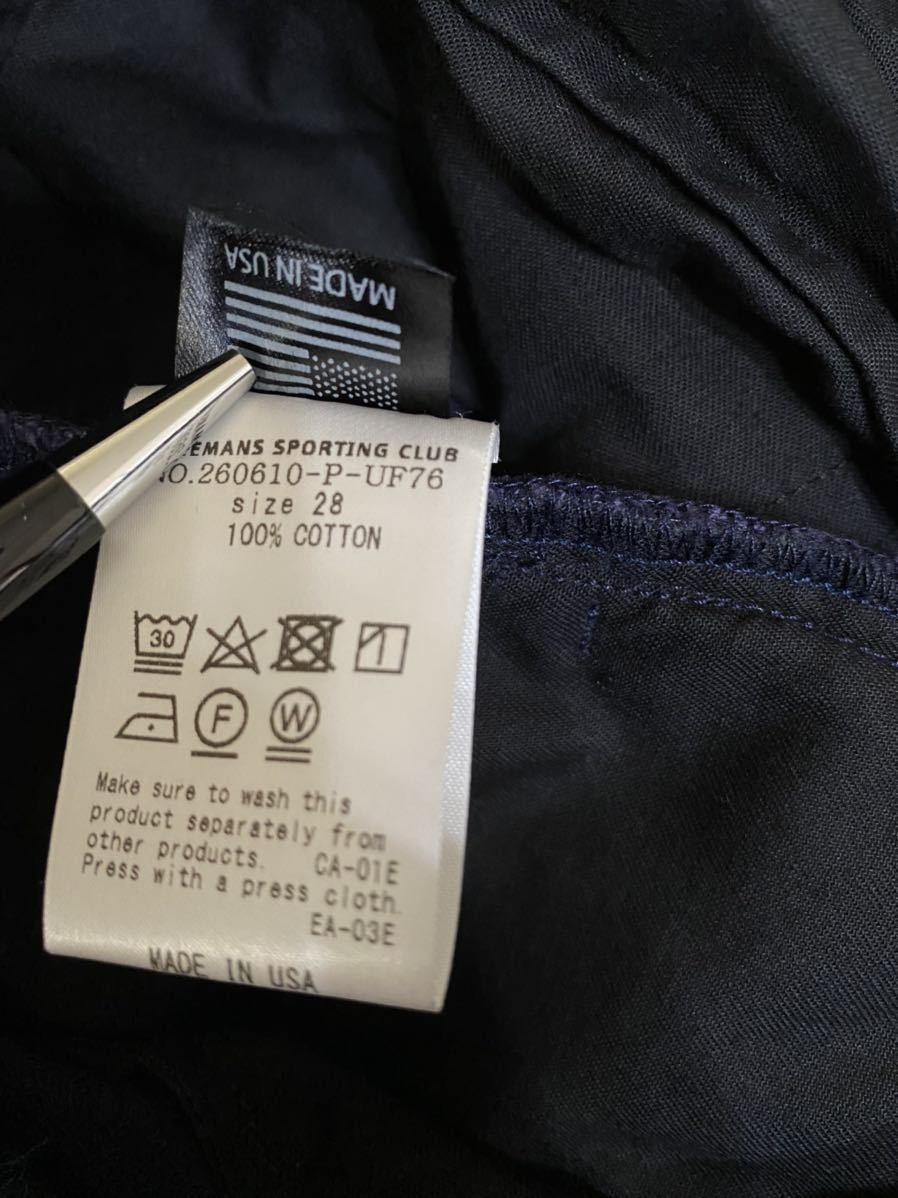 MADE IN USA
EMANS SPORTING CLUB
NO.260610-P-UF76
size 28
100% COTTON
30
F W
Make sure to wash this
product separately from
other products. CA-01E
Press with a press cloth.
EA-03E
MADE IN USA